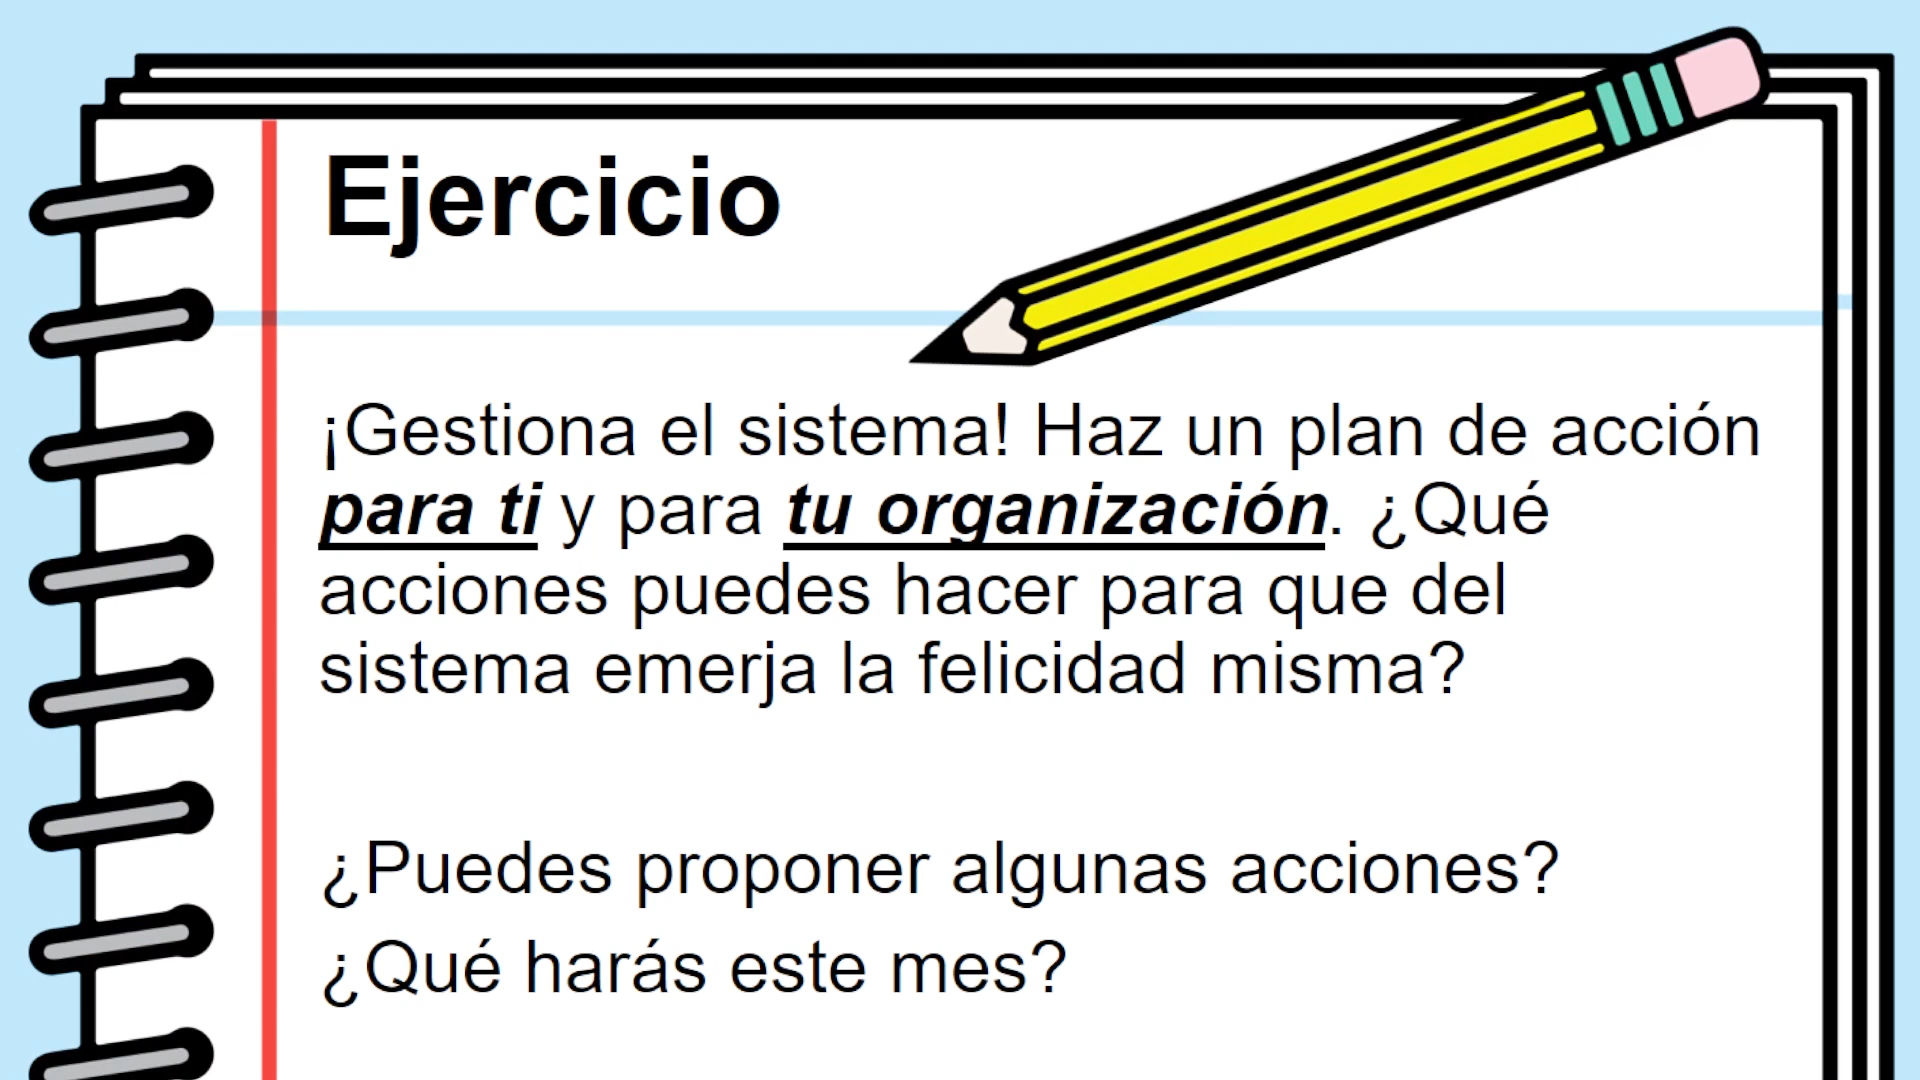 Ejercicio
¡Gestiona el sistema! Haz un plan de acción
para ti y para tu organización. ¿Qué
acciones puedes hacer para que del
sistema emerja la felicidad misma?
¿Puedes proponer algunas acciones?
¿Qué harás este mes?